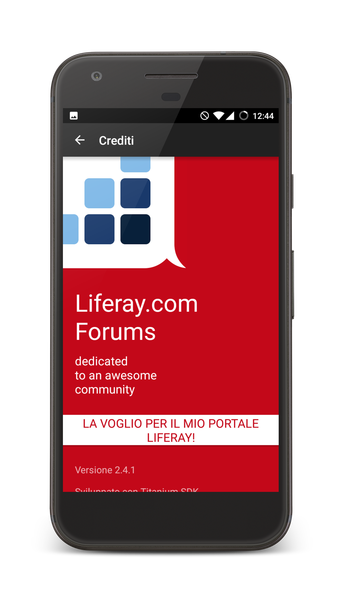 12:44
Crediti
Liferay.com
Forums
dedicated
to an awesome
community
LA VOGLIO PER IL MIO PORTALE
LIFERAY!
Versione 2.4.1
Sviluppato con Titanium SDK